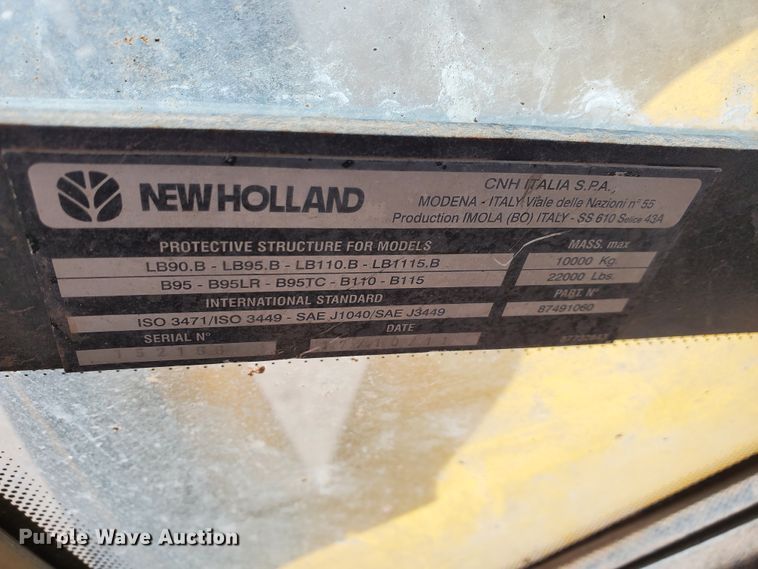 NEW HOLLAND
CNH ITALIA S.P.A.,
MODENA - ITALY Viale delle Nazioni n° 55
Production IMOLA (BO) ITALY - SS 610 Selice 43A
PROTECTIVE STRUCTURE FOR MODELS
MASS. max
LB90.B - LB95.B - LB110.B - LB1115.B
10000 Kg.
B95 - B95LR - B95TC - B110 - B115
22000 Lbs.
INTERNATIONAL STANDARD
PART. N°
ISO 3471/ISO 3449 - SAE J1040/SAE J3449
87491060
SERIAL N°
DATE
Purple Wave Auction